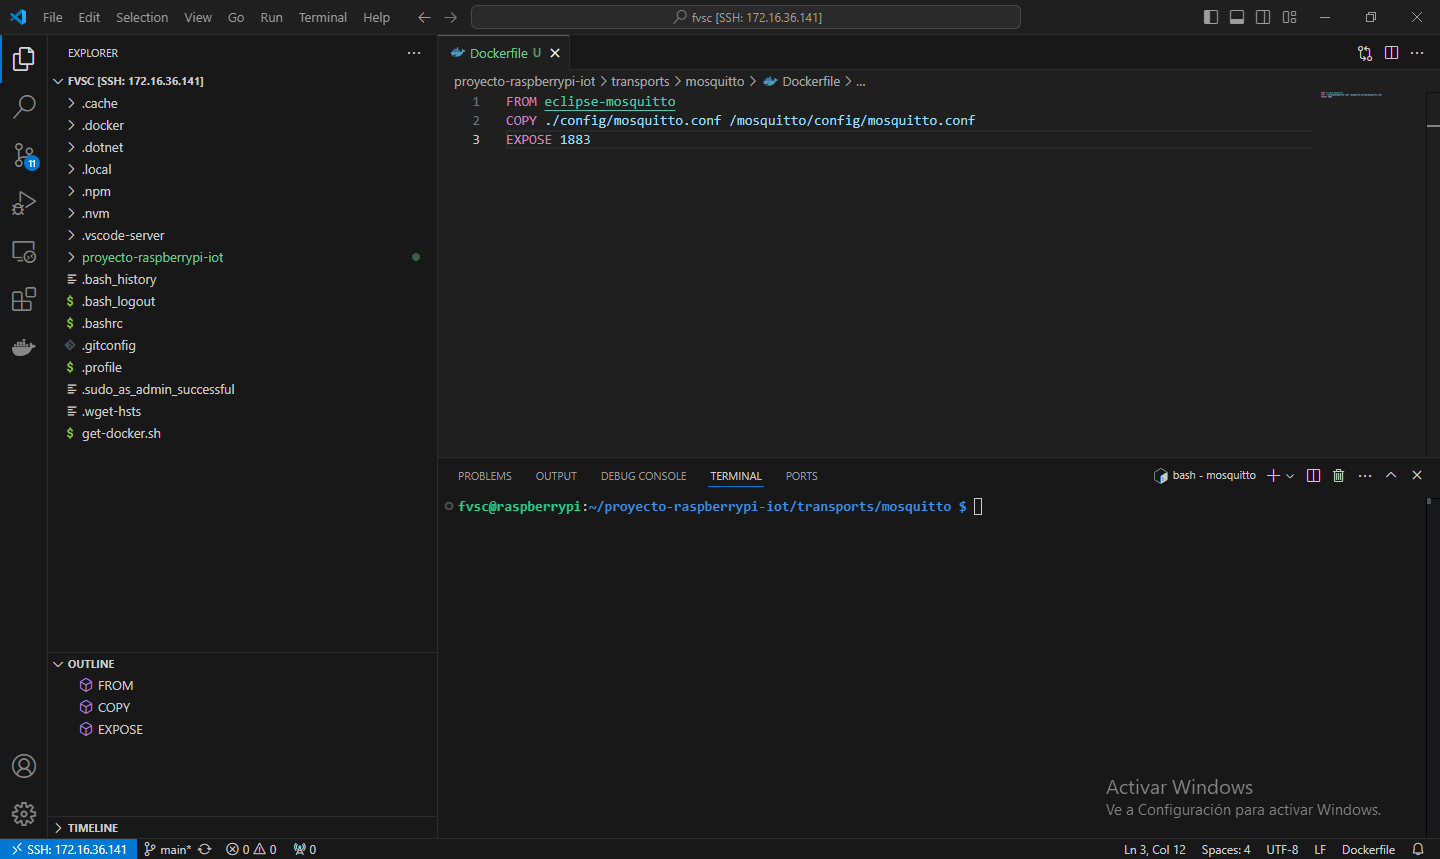 File Edit Selection View Go Run Terminal Help
fvsc [SSH: 172.16.36.141]
EXPLORER
FVSC [SSH: 172.16.36.141]
.cache
.docker
.dotnet
.local
.npm
.nvm
.vscode-server
proyecto-raspberrypi-iot
.bash_history
$ .bash_logout
$ .bashrc
.gitconfig
$ .profile
.sudo_as_admin_successful
.wget-hsts
$ get-docker.sh
11
OUTLINE
FROM
COPY
EXPOSE
TIMELINE
Dockerfile U
proyecto-raspberrypi-iot > transports > mosquitto > Dockerfile > ...
1 FROM eclipse-mosquitto
2 COPY ./config/mosquitto.conf /mosquitto/config/mosquitto.conf
3 EXPOSE 1883
PROBLEMS OUTPUT DEBUG CONSOLE TERMINAL PORTS
bash - mosquitto
fvsc@raspberrypi:~/proyecto-raspberrypi-iot/transports/mosquitto $
Activar Windows
Ve a Configuración para activar Windows.
SSH: 172.16.36.141 main* 0 0 0
Ln 3, Col 12 Spaces: 4 UTF-8 LF Dockerfile